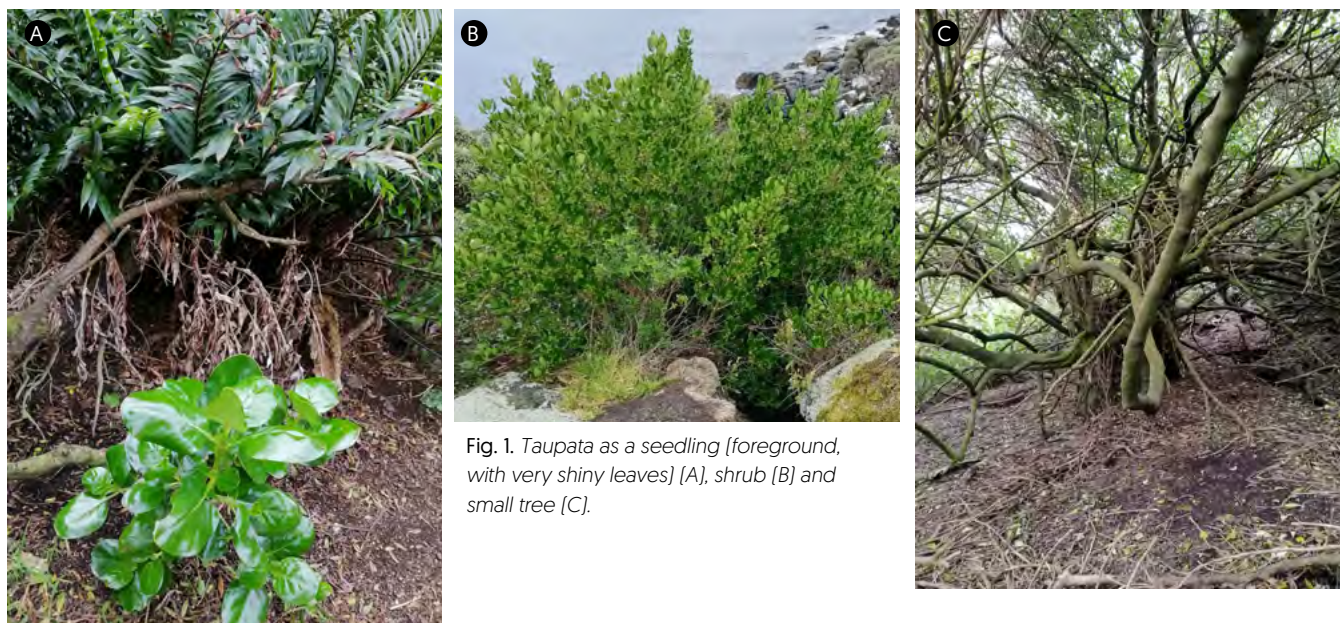 A
B
C
Fig. 1. Taupata as a seedling [foreground,
with very shiny leaves] [A], shrub [B] and
small tree [C].